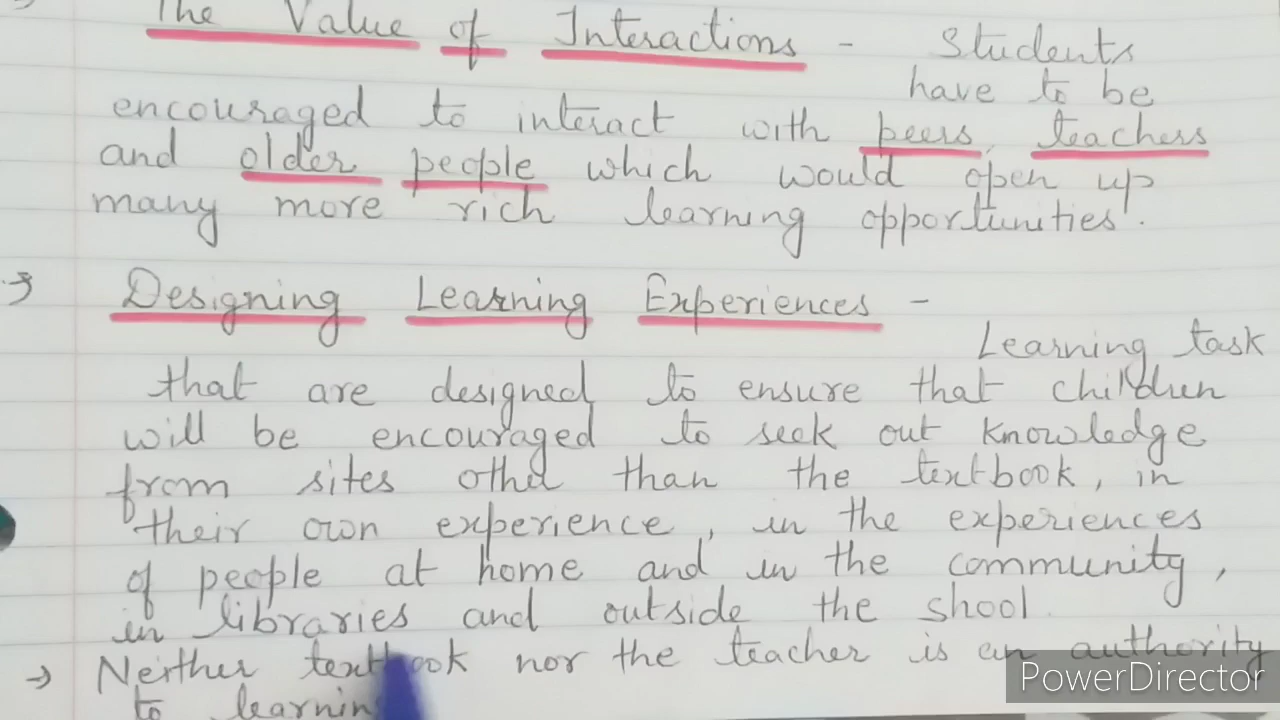 The Value of Interactions - Students
have to be
encouraged to interact with peers, teachers
and older people which would open up
many more rich learning opportunities.
→ Designing Learning Experiences -
Learning task
that are designed to ensure that children
will be encouraged to seek out knowledge
from sites other than the textbook, in
their own experience, in the experiences
of people at home and in the community,
in libraries and outside the shool.
→ Neither textbook nor the teacher is an authority
to learning
PowerDirector